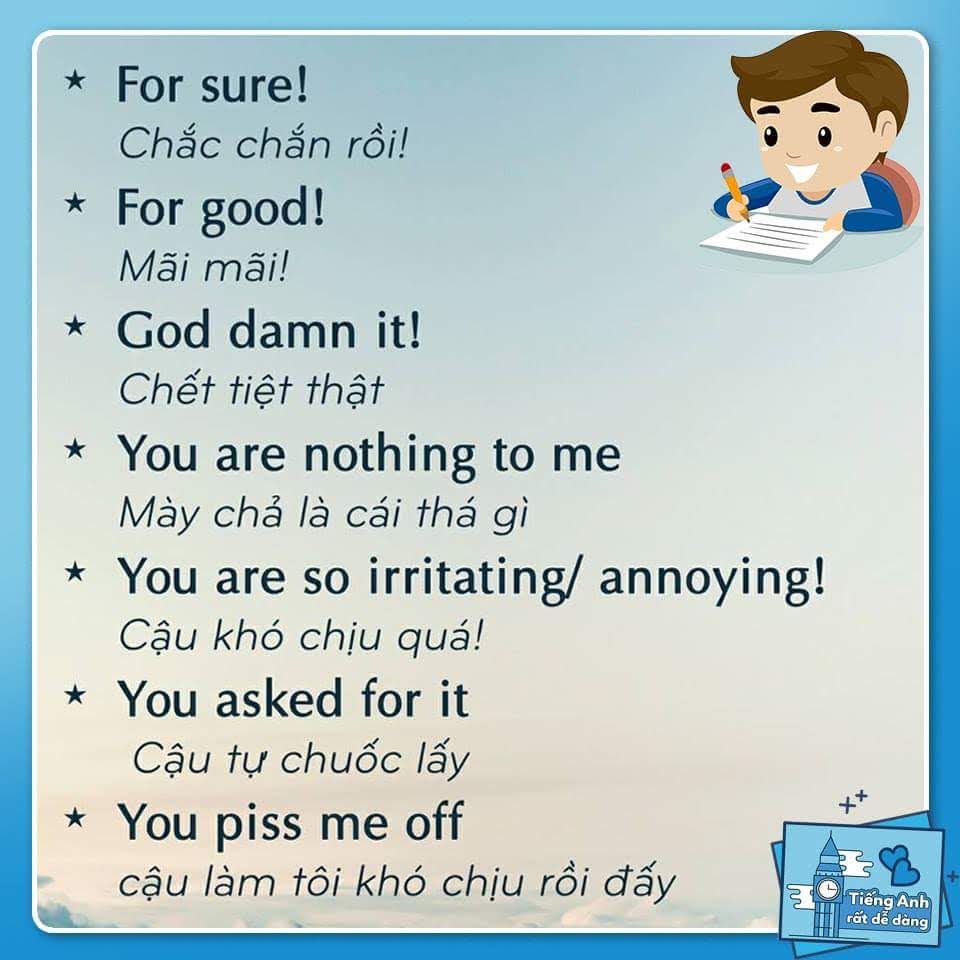 ★ For sure!
Chắc chắn rồi!
★ For good!
Mãi mãi!
★ God damn it!
Chết tiệt thật
★ You are nothing to me
Mày chả là cái thá gì
★ You are so irritating/ annoying!
Cậu khó chịu quá!
★ You asked for it
Cậu tự chuốc lấy
★ You piss me off
cậu làm tôi khó chịu rồi đấy
Tiếng Anh
rất dễ dàng